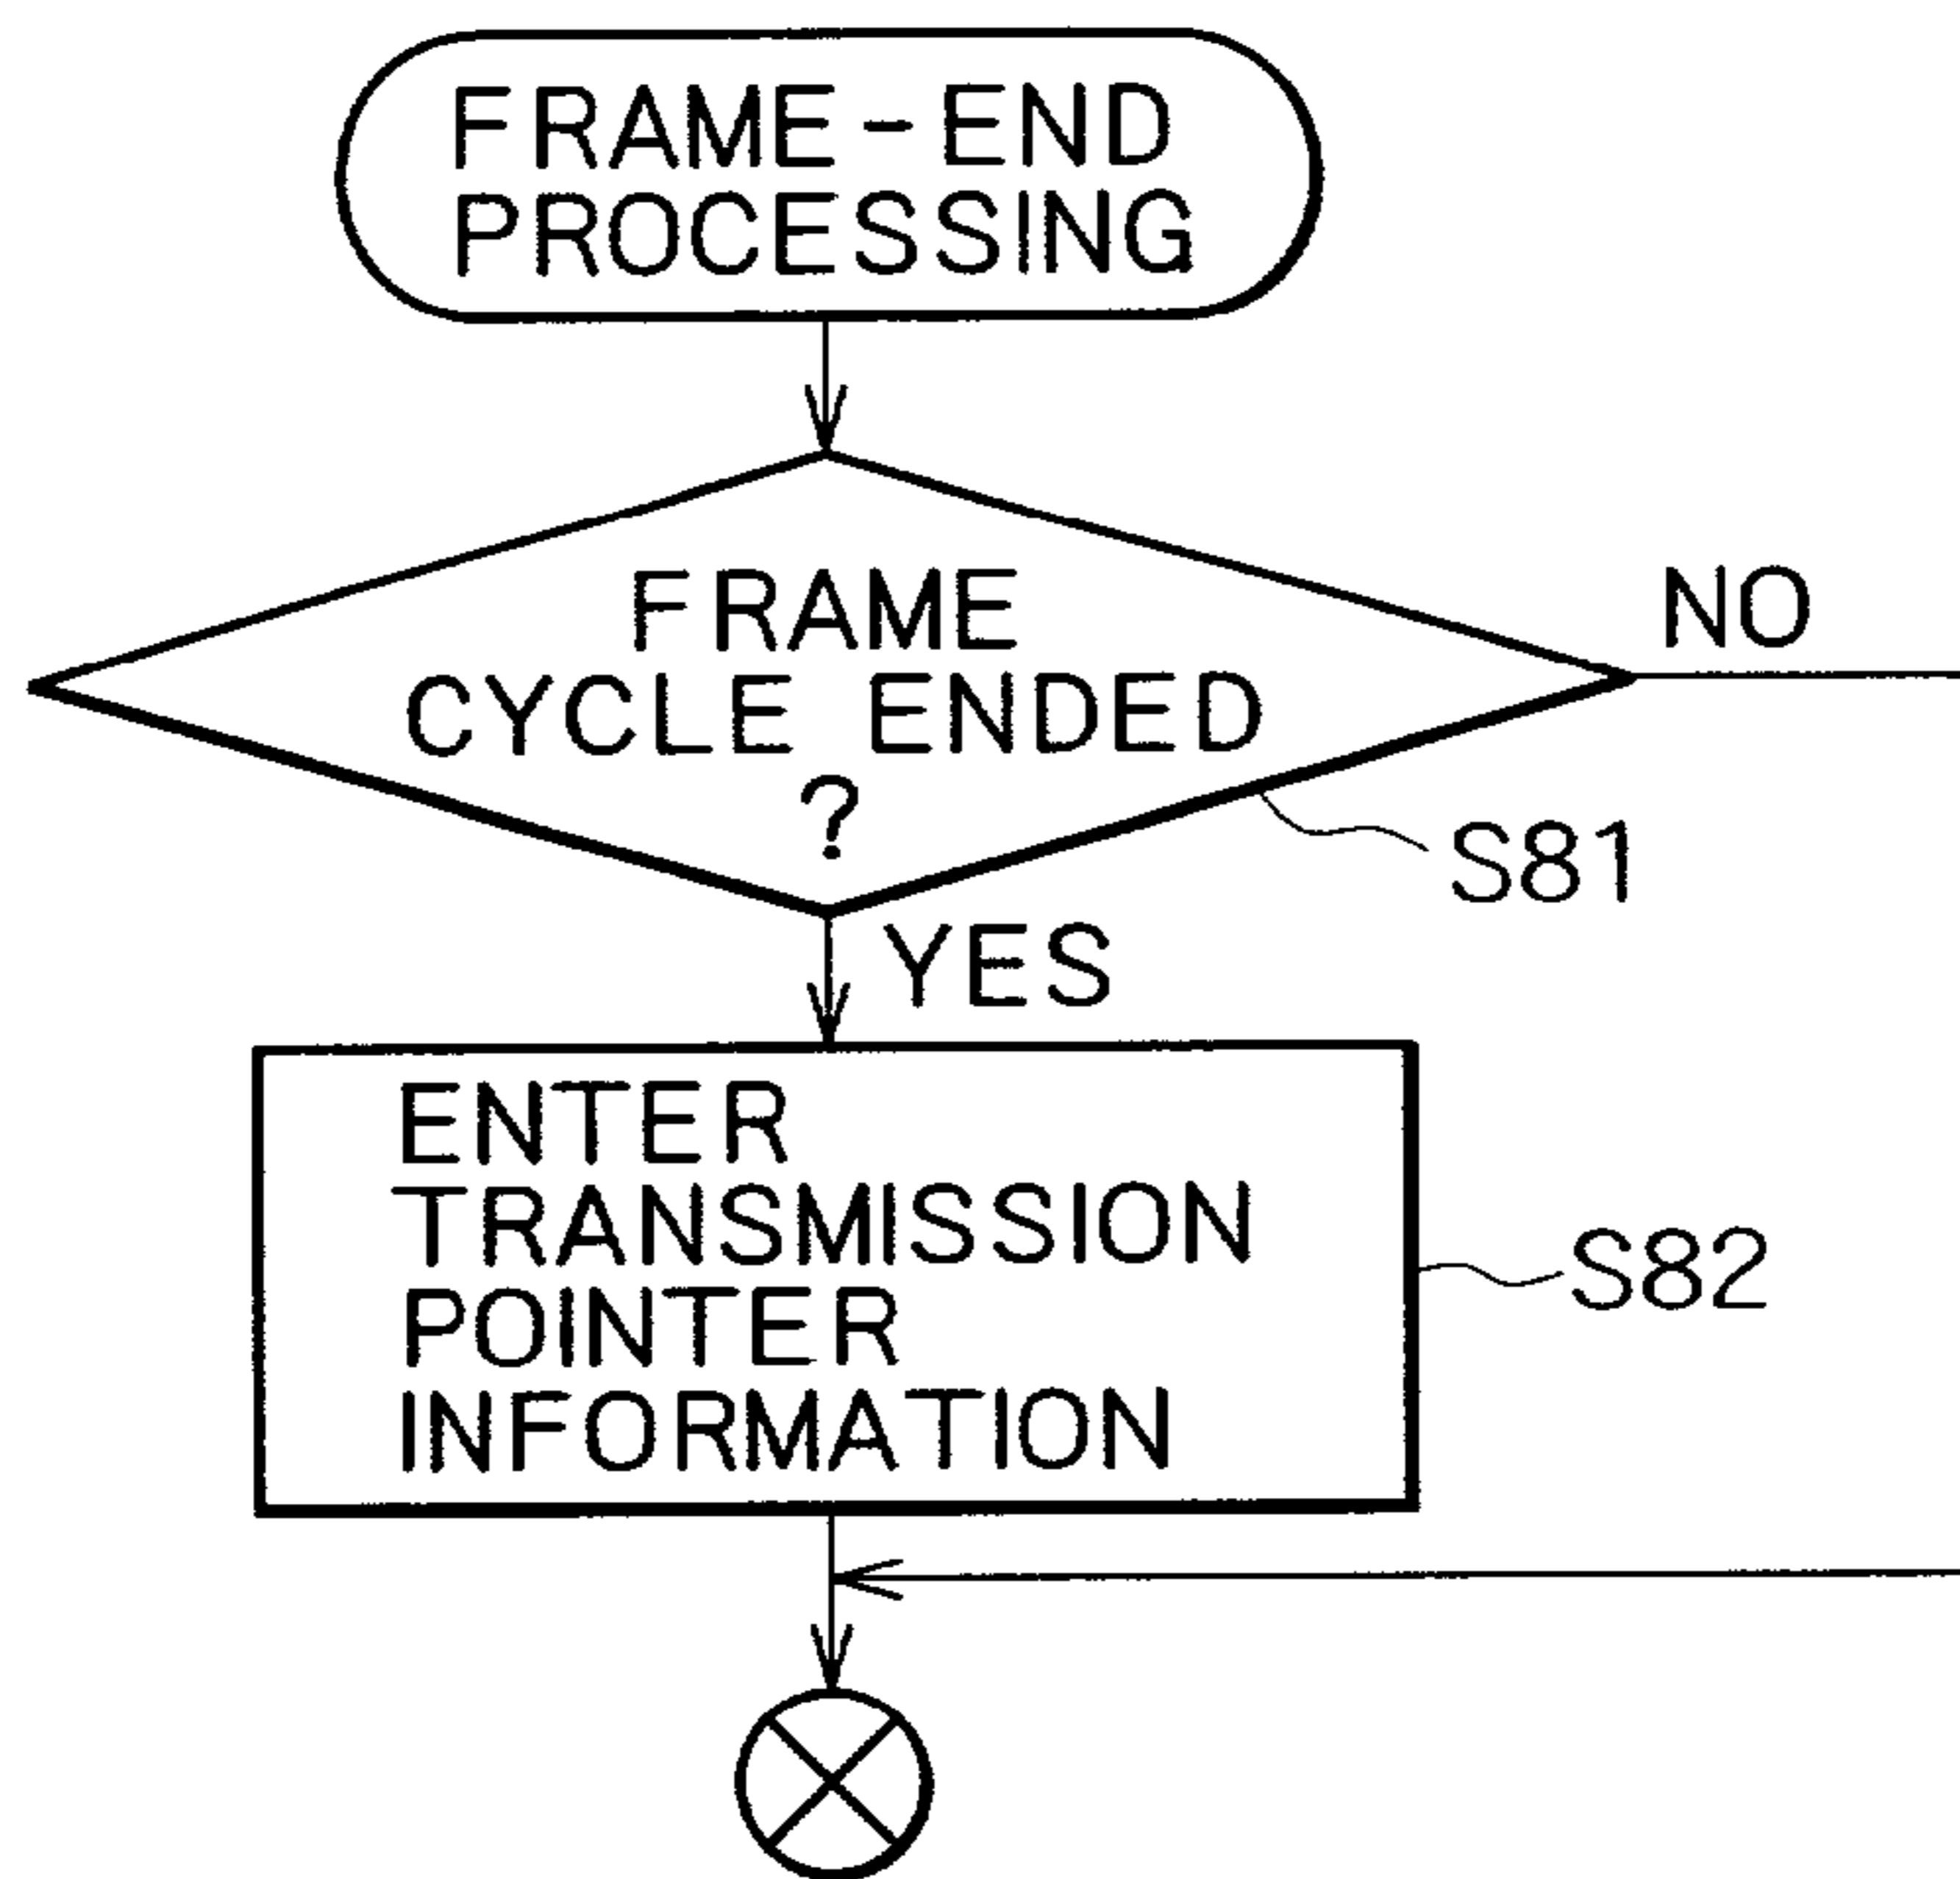 FRAME-END
PROCESSING
FRAME
CYCLE ENDED
?
NO
S81
YES
ENTER
TRANSMISSION
POINTER
INFORMATION
S82